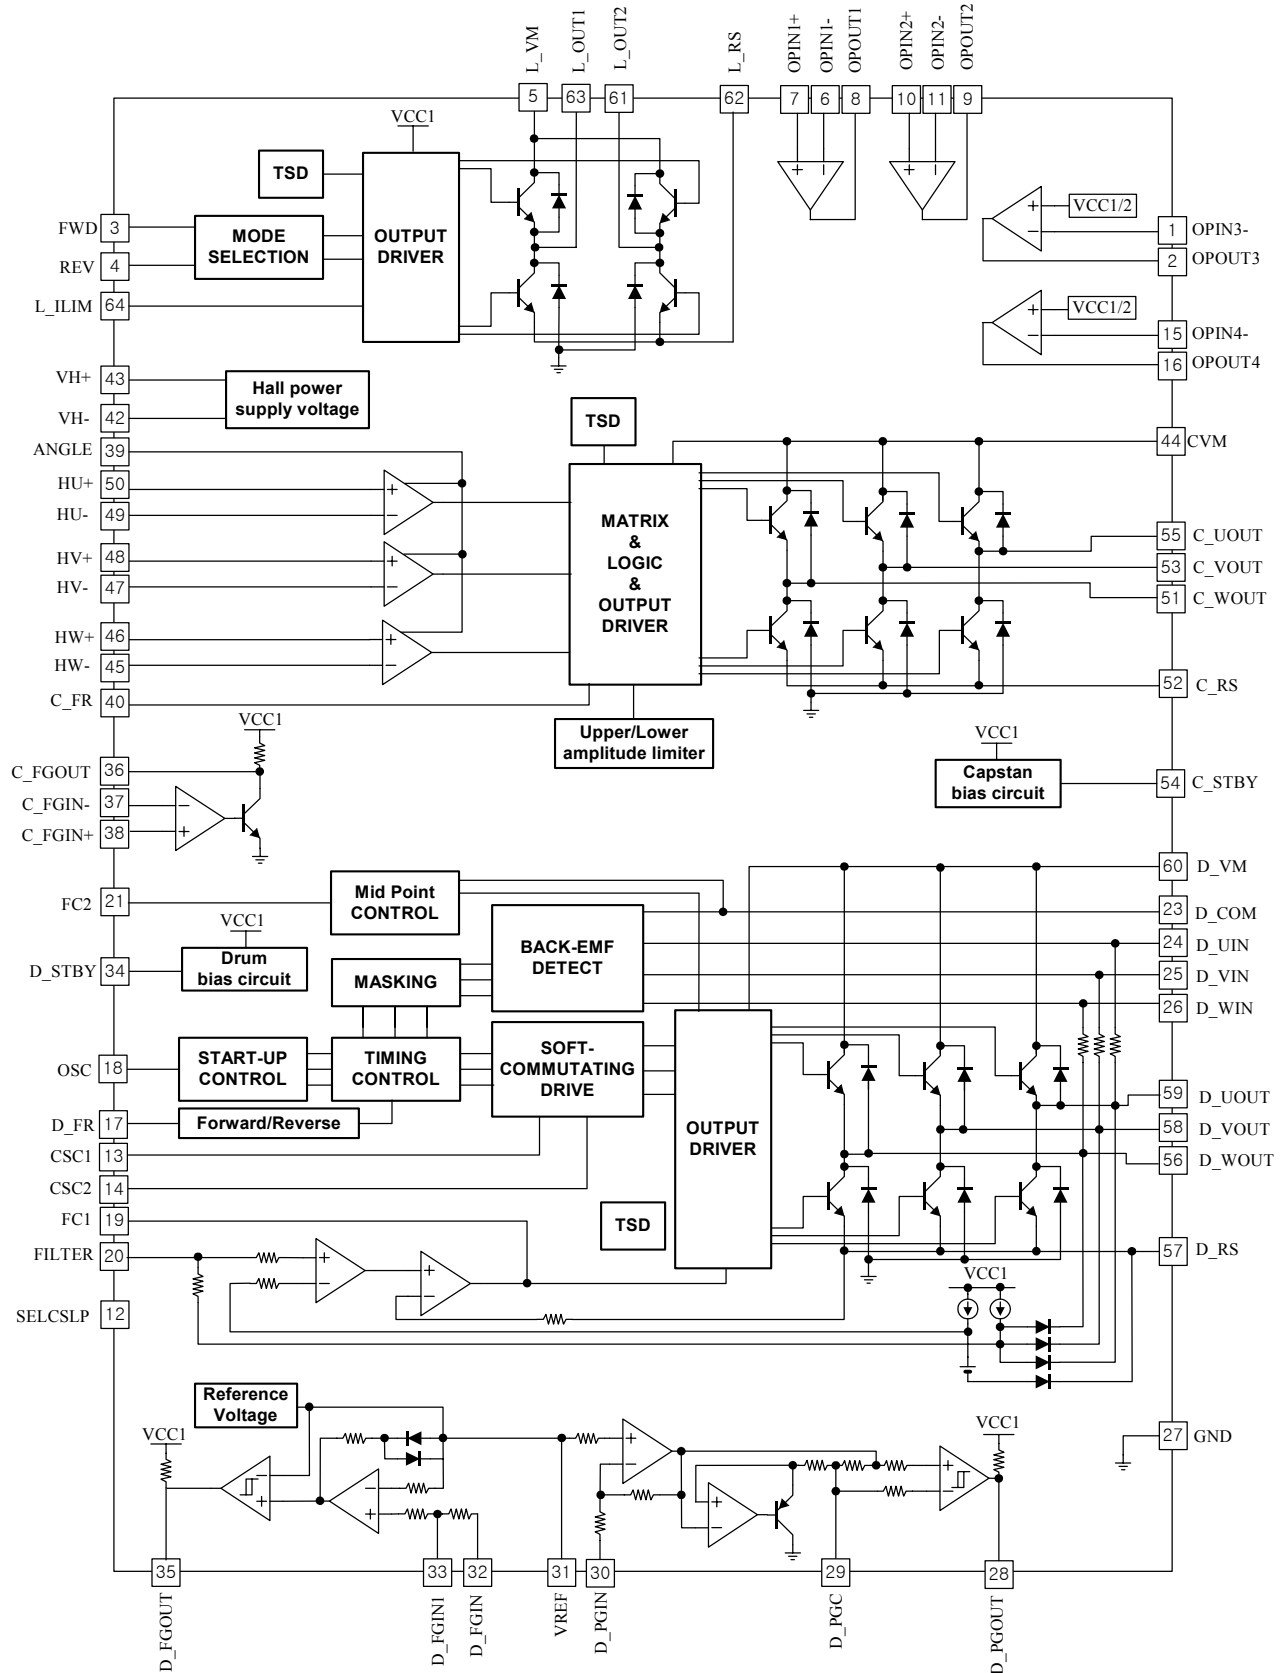 L_VM
L_OUT1
L_OUT2
L_RS
OPIN1+
OPIN1-
OPOUT1
OPIN2+
OPIN2-
OPOUT2
5
63
61
62
7
6
8
10
11
9
VCC1
TSD
OUTPUT
DRIVER
MODE
SELECTION
FWD
3
REV
4
L_ILIM
64
+
−
+
−
+
−
VCC1/2
1
OPIN3-
2
OPOUT3
+
−
VCC1/2
15
OPIN4-
16
OPOUT4
VH+
43
VH-
42
Hall power
supply voltage
ANGLE
39
HU+
50
HU-
49
HV+
48
HV-
47
HW+
46
HW-
45
C_FR
40
+
−
+
−
+
−
TSD
MATRIX
&
LOGIC
&
OUTPUT
DRIVER
Upper/Lower
amplitude limiter
44
CVM
55
C_UOUT
53
C_VOUT
51
C_WOUT
52
C_RS
VCC1
C_FGOUT
36
C_FGIN-
37
C_FGIN+
38
−
+
VCC1
Capstan
bias circuit
54
C_STBY
FC2
21
Mid Point
CONTROL
VCC1
Drum
bias circuit
D_STBY
34
BACK-EMF
DETECT
MASKING
60
D_VM
23
D_COM
24
D_UIN
25
D_VIN
26
D_WIN
OSC
18
START-UP
CONTROL
TIMING
CONTROL
SOFT-
COMMUTATING
DRIVE
OUTPUT
DRIVER
D_FR
17
Forward/Reverse
CSC1
13
CSC2
14
FC1
19
FILTER
20
SELCSLP
12
TSD
59
D_UOUT
58
D_VOUT
56
D_WOUT
57
D_RS
+
−
+
−
VCC1
Reference
Voltage
VCC1
−
+
−
+
+
−
+
−
+
−
VCC1
27
GND
35
33
32
31
30
29
28
D_FGOUT
D_FGIN1
D_FGIN
VREF
D_PGIN
D_PGC
D_PGOUT